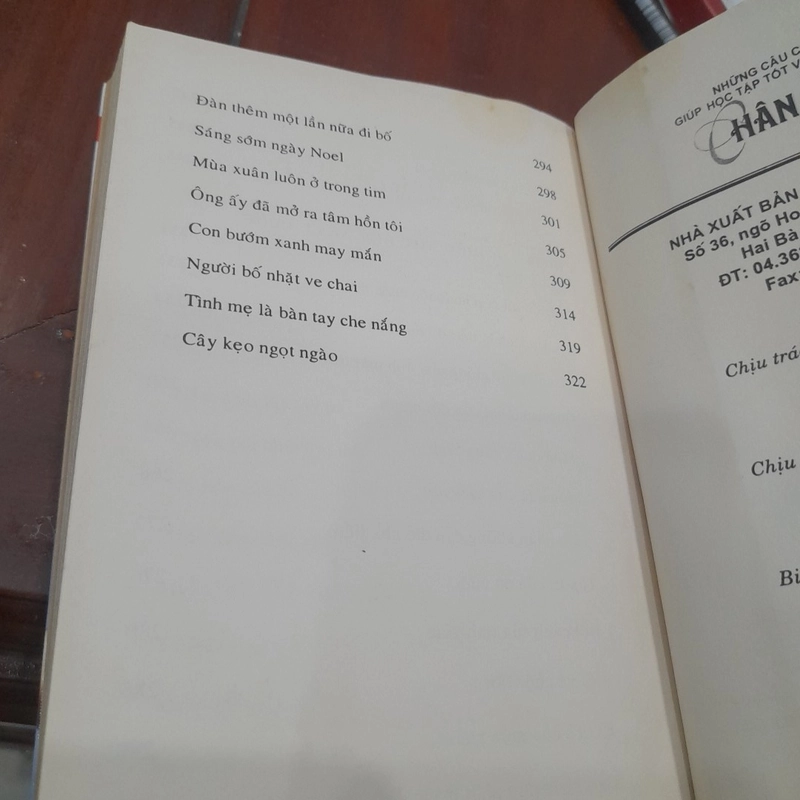 Đàn thêm một lần nữa đi bố 294
Sáng sớm ngày Noel 298
Mùa xuân luôn ở trong tim 301
Ông ấy đã mở ra tâm hồn tôi 305
Con bướm xanh may mắn 309
Người bố nhặt ve chai 314
Tình mẹ là bàn tay che nắng 319
Cây kẹo ngọt ngào 322
NHỮNG CÂU C
GIÚP HỌC TẬP TỐT V
HÂN
NHÀ XUẤT BẢN
Số 36, ngõ Ho
Hai Bà
ĐT: 04.36
Fax:
Chịu trá
Chịu
Bi